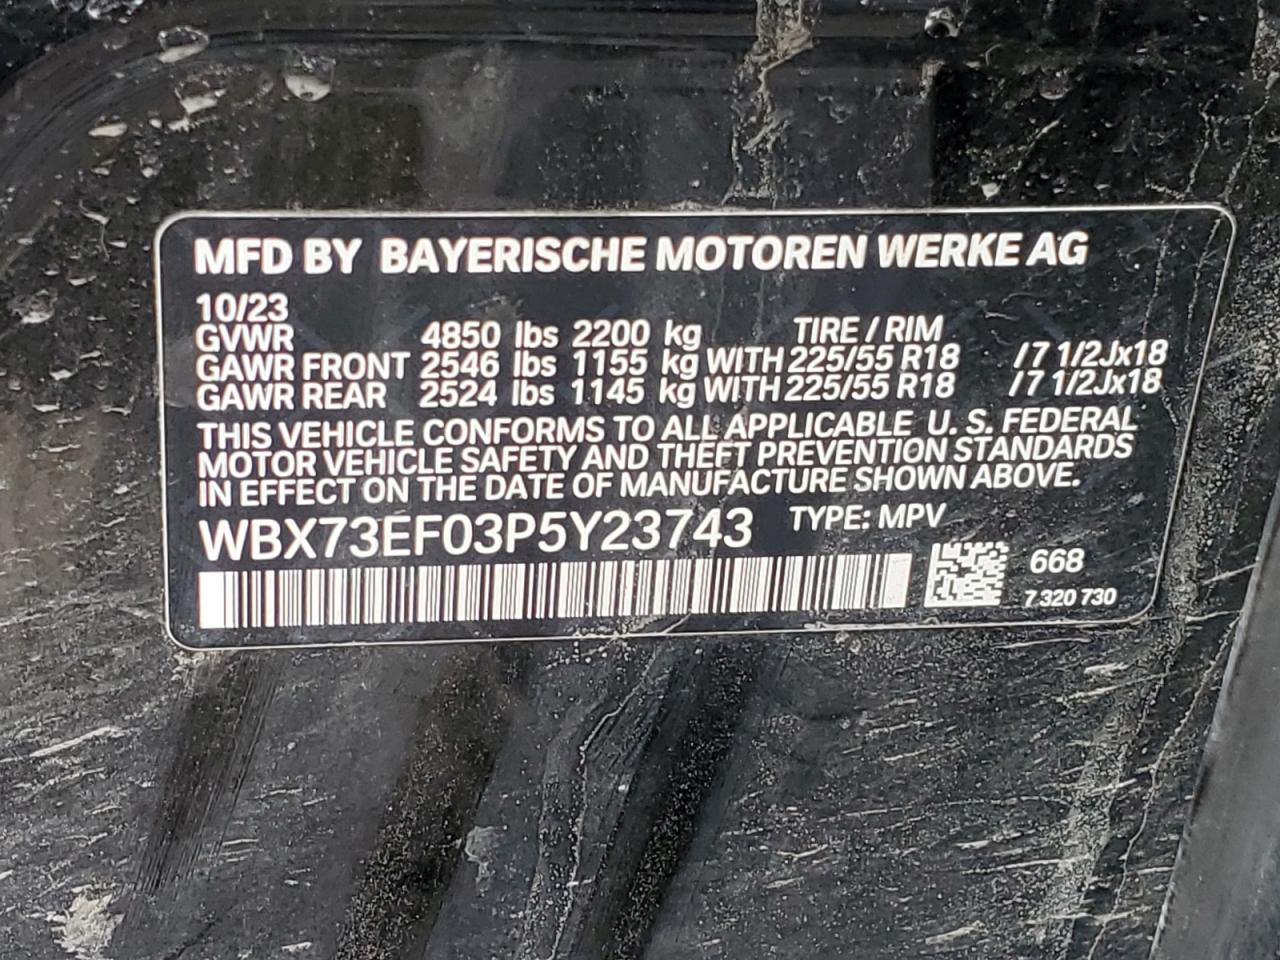 MFD BY BAYERISCHE MOTOREN WERKE AG
10/23
GVWR 4850 lbs 2200 kg TIRE / RIM
GAWR FRONT 2546 lbs 1155 kg WITH 225/55 R18 /7 1/2Jx18
GAWR REAR 2524 lbs 1145 kg WITH 225/55 R18 /7 1/2Jx18
THIS VEHICLE CONFORMS TO ALL APPLICABLE U. S. FEDERAL
MOTOR VEHICLE SAFETY AND THEFT PREVENTION STANDARDS
IN EFFECT ON THE DATE OF MANUFACTURE SHOWN ABOVE.
WBX73EF03P5Y23743 TYPE: MPV
668
7 320 730